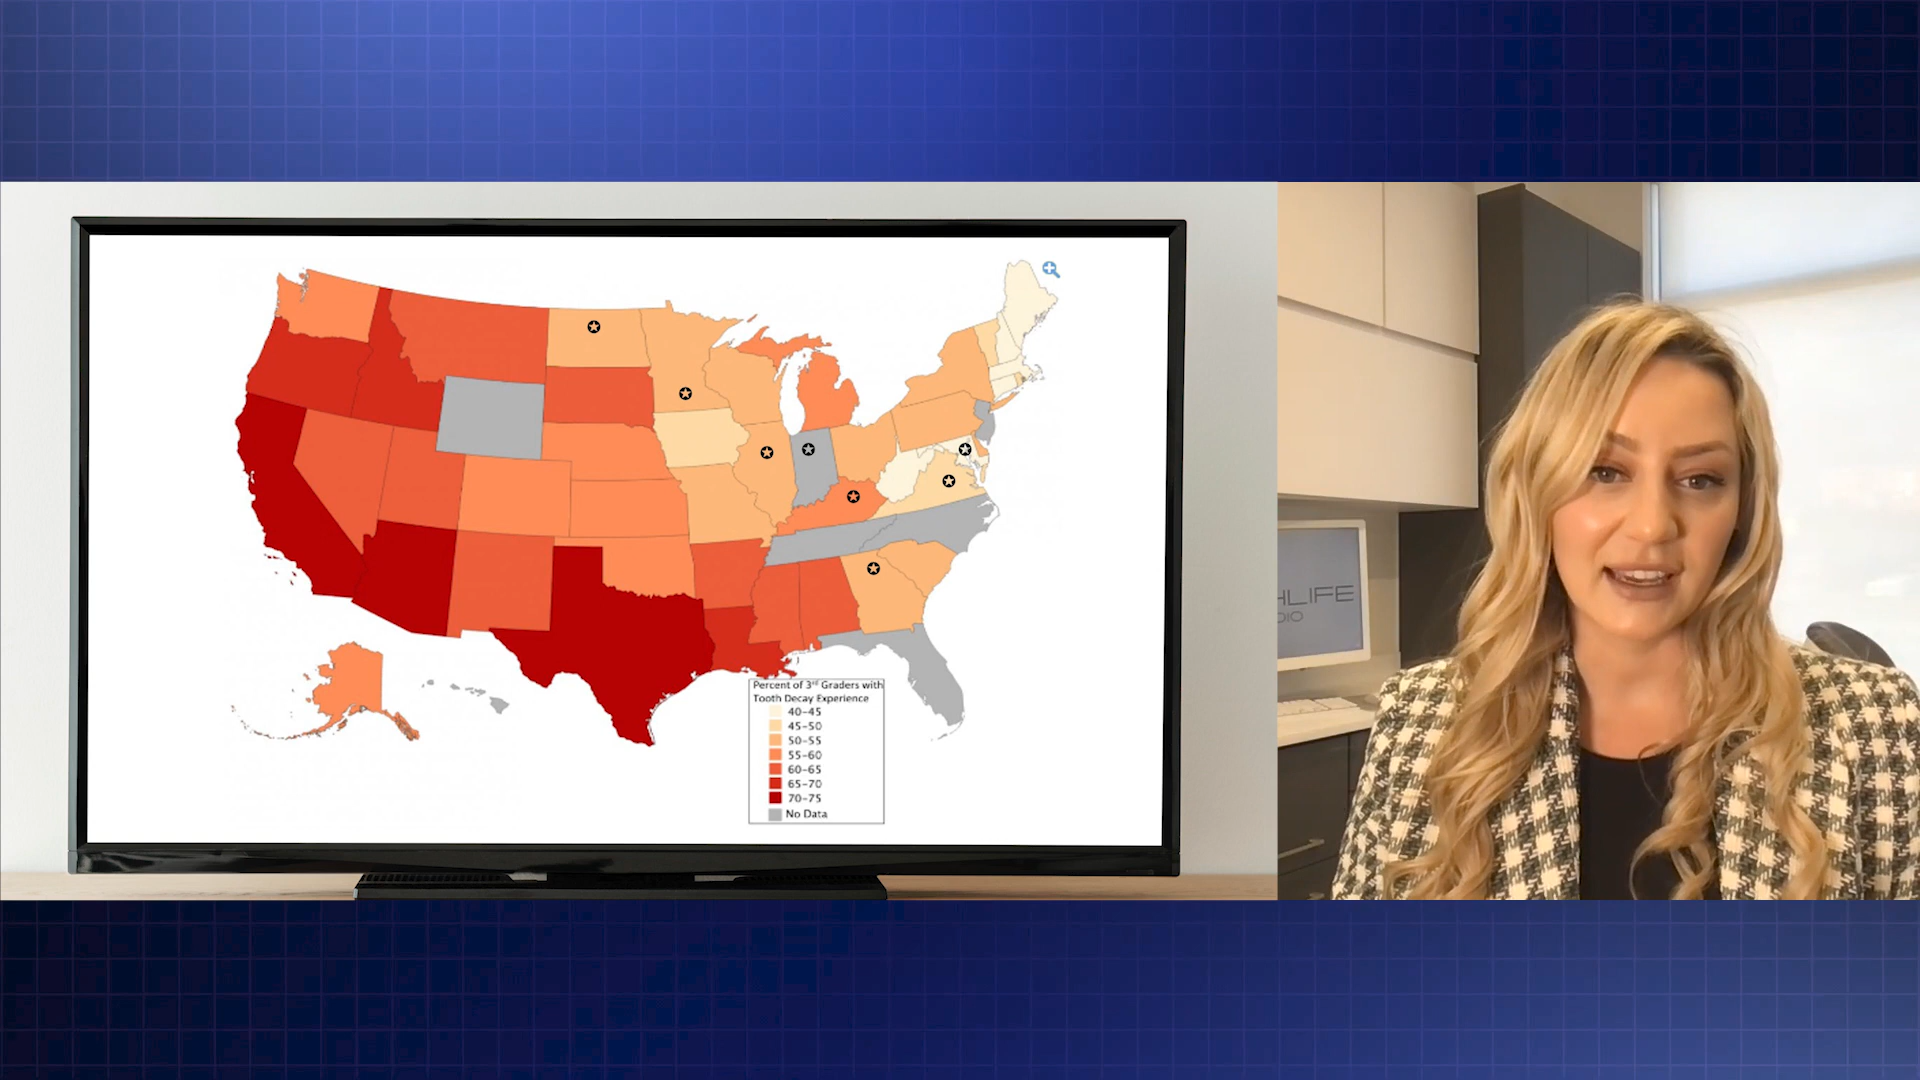 Percent of 3rd Graders with
Tooth Decay Experience
40-45
45-50
50-55
55-60
60-65
65-70
70-75
No Data
LIFE
DIO